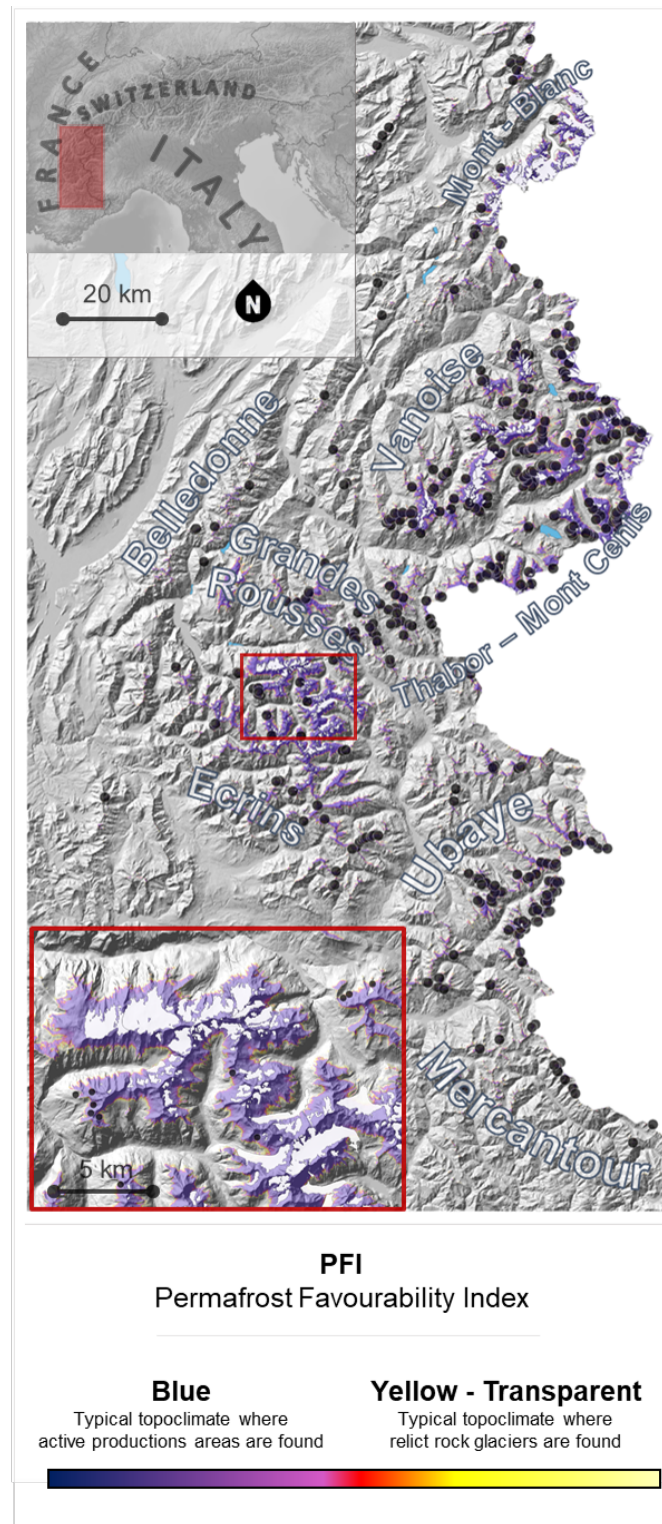 FRANCE
SWITZERLAND
ITALY
20 km
N
Mont - Blanc
Vanoise
Belledonne
Grandes
Rousses
Thabor – Mont Cenis
Ecrins
Ubaye
Mercantour
5 km
PFI
Permafrost Favourability Index
Blue
Typical topoclimate where
active productions areas are found
Yellow - Transparent
Typical topoclimate where
relict rock glaciers are found